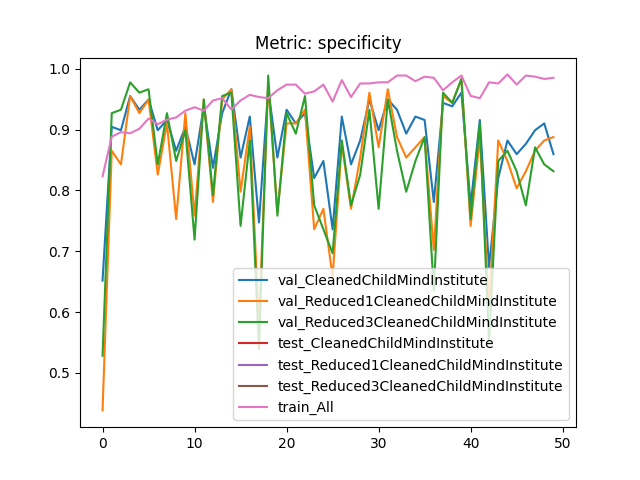 Metric: specificity
1.0
0.9
0.8
0.7
0.6
0.5
0
10
20
30
40
50
val_CleanedChildMindInstitute
val_Reduced1CleanedChildMindInstitute
val_Reduced3CleanedChildMindInstitute
test_CleanedChildMindInstitute
test_Reduced1CleanedChildMindInstitute
test_Reduced3CleanedChildMindInstitute
train_All